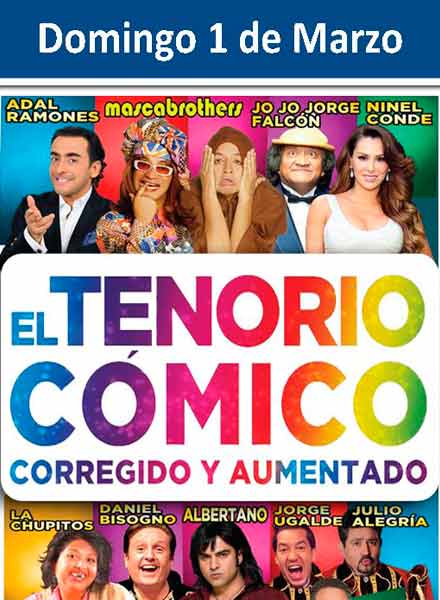 Domingo 1 de Marzo
ADAL
RAMONES
mascabrothers
JO JO JORGE
FALCÓN
NINEL
CONDE
EL TENORIO
CÓMICO
CORREGIDO Y AUMENTADO
LA
CHUPITOS
DANIEL
BISOGNO
ALBERTANO
JORGE
UGALDE
JULIO
ALEGRÍA